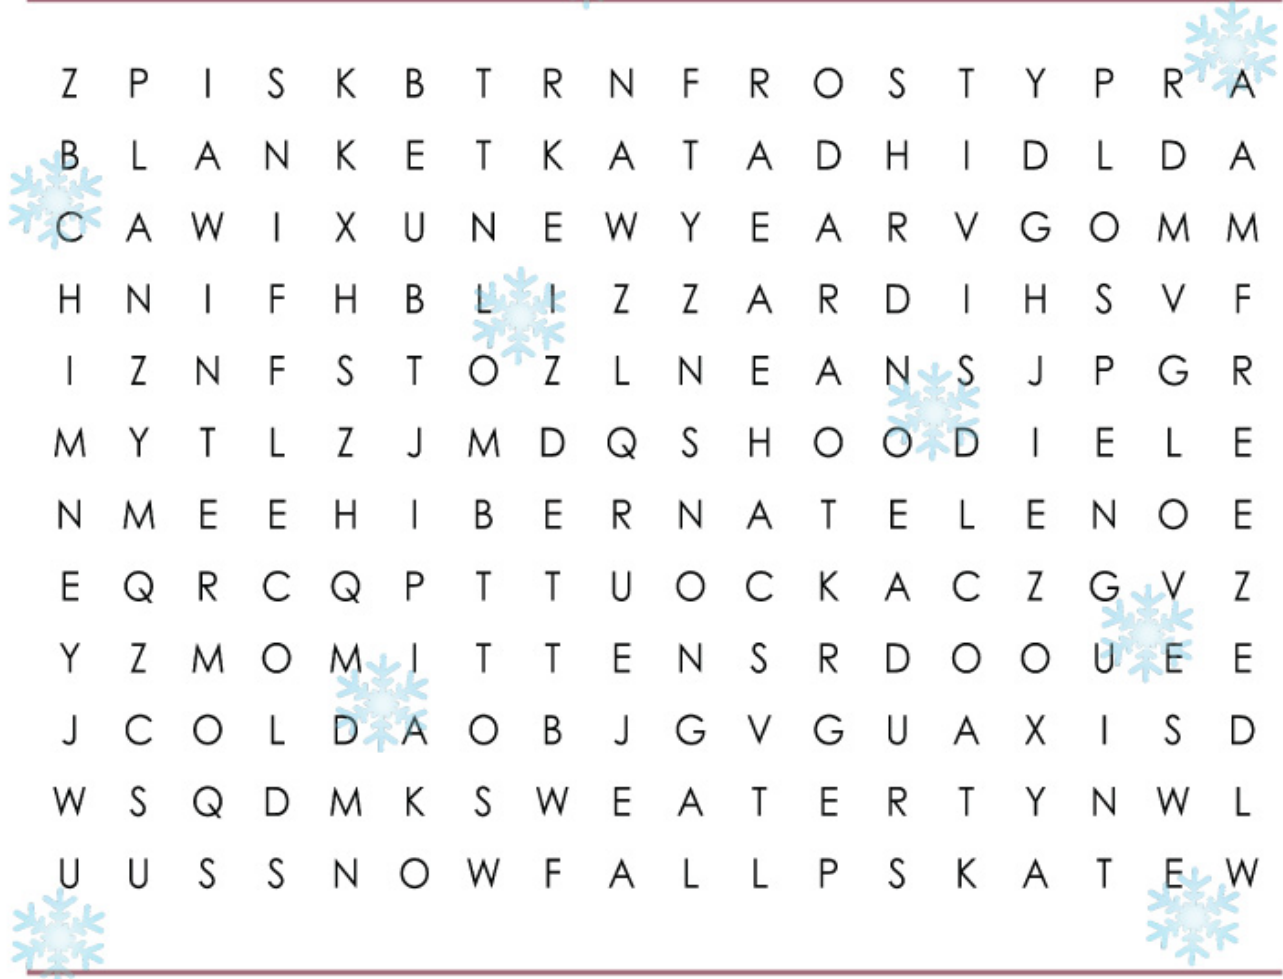 Z P I S K B T R N F R O S T Y P R A
B L A N K E T K A T A D H I D L D A
C A W I X U N E W Y E A R V G O M M
H N I F H B L I Z Z A R D I H S V F
I Z N F S T O Z L N E A N S J P G R
M Y T L Z J M D Q S H O O D I E L E
N M E E H I B E R N A T E L E N O E
E Q R C Q P T T U O C K A C Z G V Z
Y Z M O M I T T E N S R D O O U E E
J C O L D A O B J G V G U A X I S D
W S Q D M K S W E A T E R T Y N W L
U U S S N O W F A L L P S K A T E W